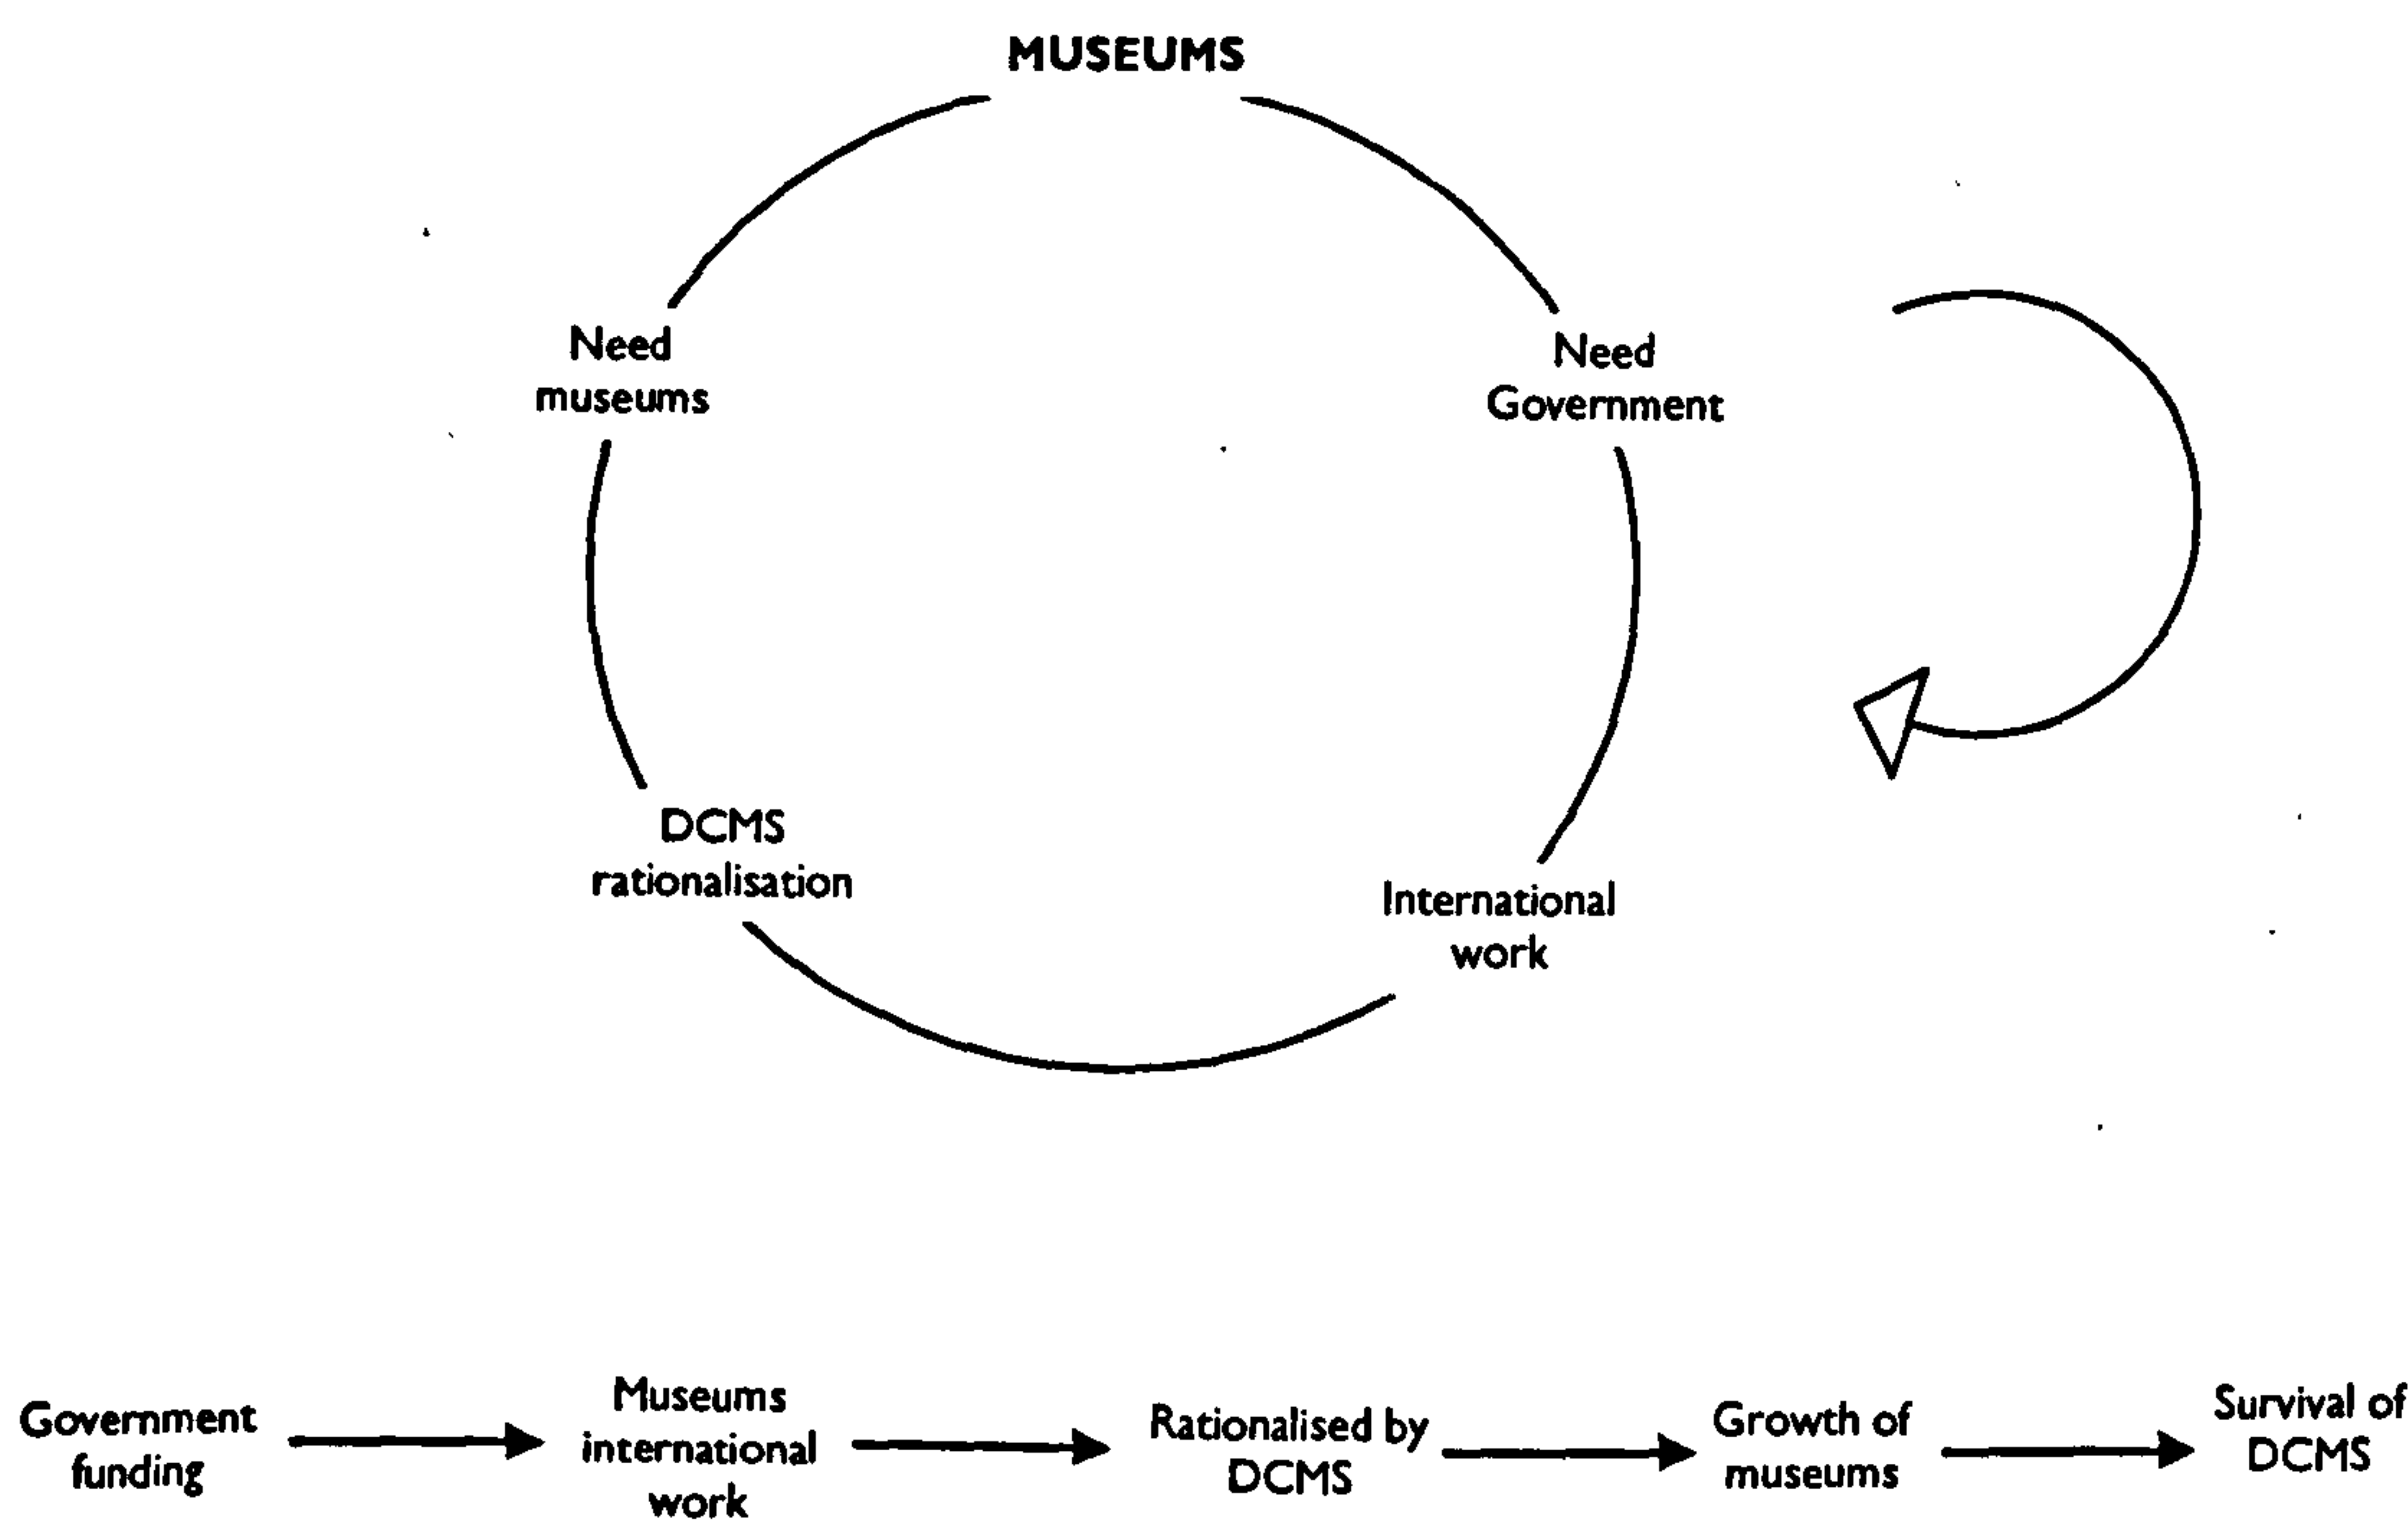 MUSEUMS
Need
museums
Need
Government
DCMS
rationalisation
International
work
Government
funding
Museums
international
work
Rationalised by
DCMS
Growth of
museums
Survival of
DCMS